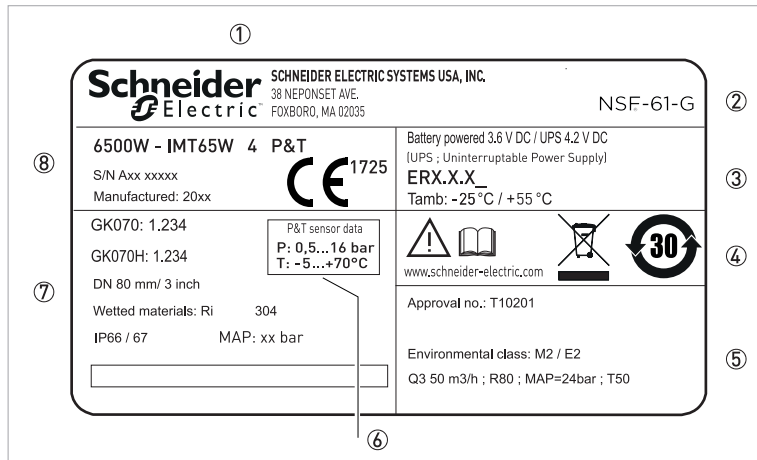 ①
Schneider Electric
SCHNEIDER ELECTRIC SYSTEMS USA, INC.
38 NEPONSET AVE.
FOXBORO, MA 02035
NSF-61-G
②
⑧
6500W - IMT65W 4 P&T
S/N Axx xxxxx
Manufactured: 20xx
CE 1725
Battery powered 3.6 V DC / UPS 4.2 V DC
(UPS ; Uninterruptable Power Supply)
ERX.X.X_
Tamb: -25°C / +55°C
③
⑦
GK070: 1.234
GK070H: 1.234
DN 80 mm/ 3 inch
Wetted materials: Ri 304
IP66 / 67 MAP: xx bar
P&T sensor data
P: 0,5...16 bar
T: -5...+70°C
⑥
30
www.schneider-electric.com
④
Approval no.: T10201
Environmental class: M2 / E2
Q3 50 m3/h ; R80 ; MAP=24bar ; T50
⑤